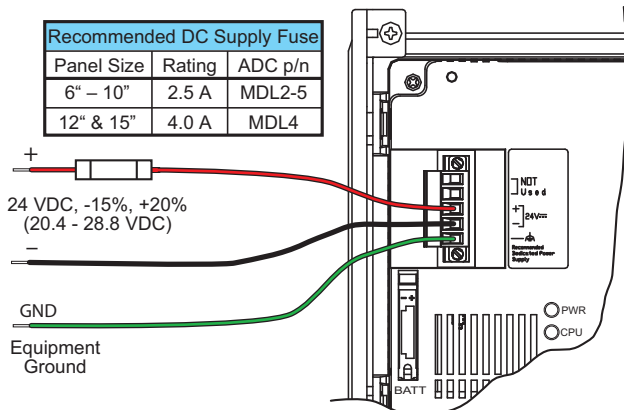 Recommended DC Supply Fuse
Panel Size Rating ADC p/n
6“ – 10” 2.5 A MDL2-5
12“ & 15” 4.0 A MDL4
+
24 VDC, -15%, +20%
(20.4 - 28.8 VDC)
–
GND
Equipment
Ground
NOT
Used
+
24V
–
Recommended
Dedicated Power
Supply
– +
BATT
PWR
CPU